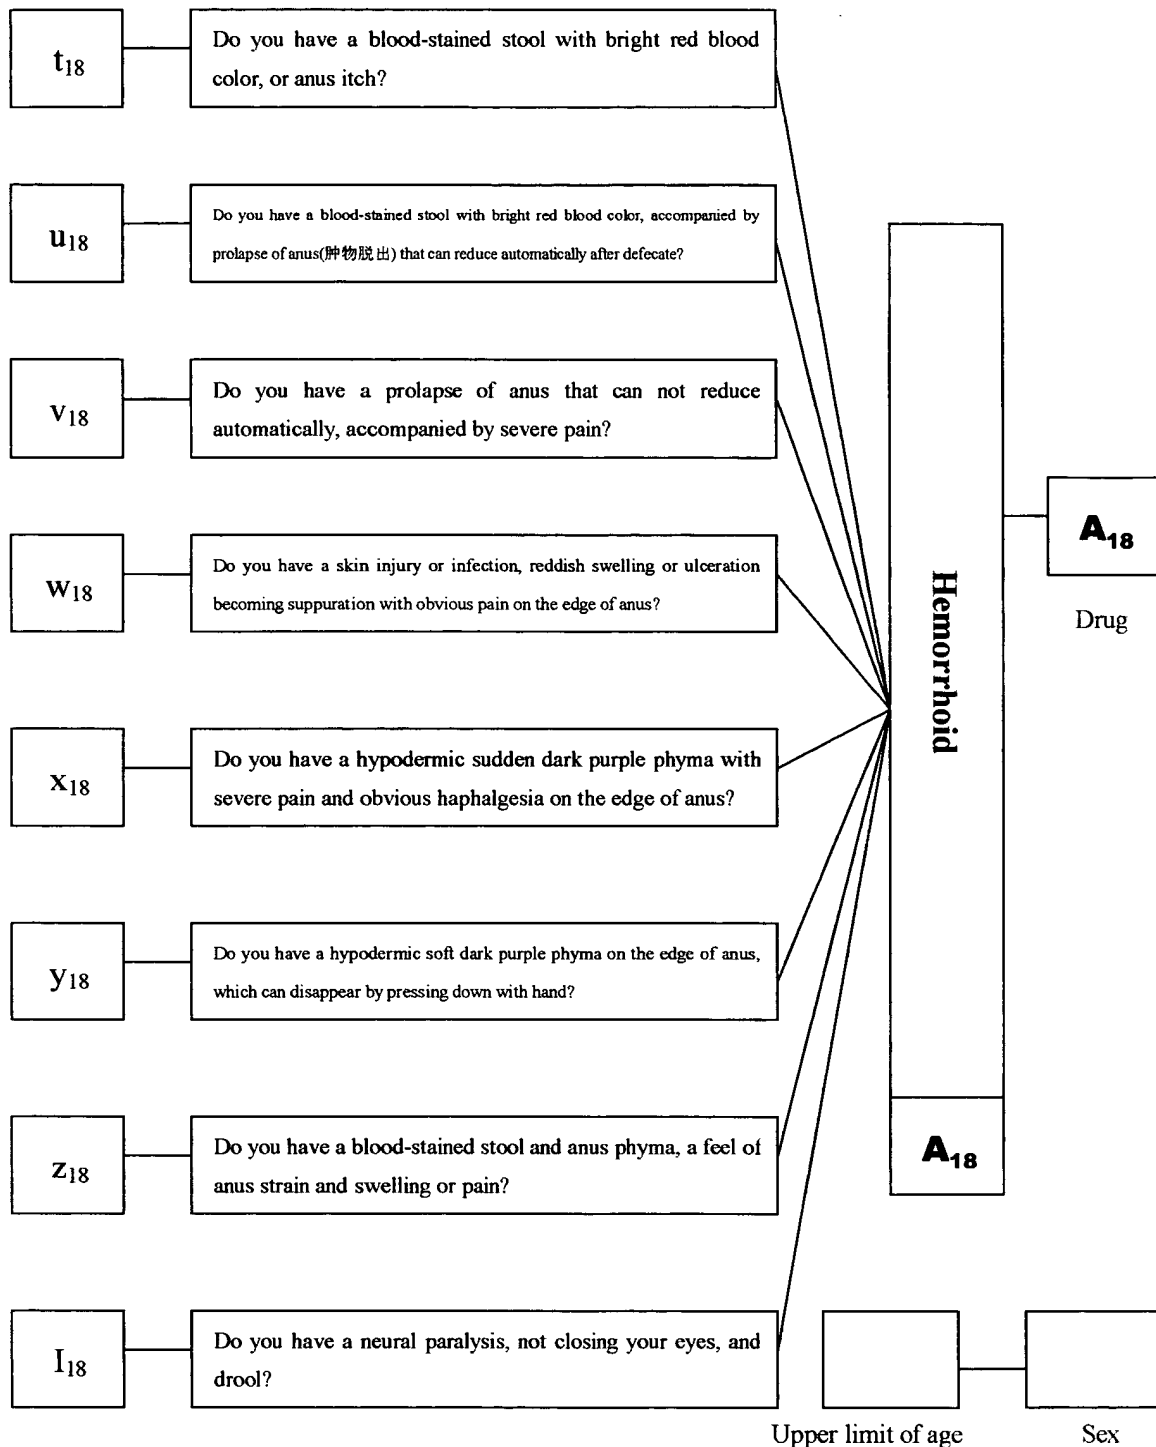 t18
Do you have a blood-stained stool with bright red blood
color, or anus itch?
u18
Do you have a blood-stained stool with bright red blood color, accompanied by
prolapse of anus(肿物脱出) that can reduce automatically after defecate?
v18
Do you have a prolapse of anus that can not reduce
automatically, accompanied by severe pain?
w18
Do you have a skin injury or infection, reddish swelling or ulceration
becoming suppuration with obvious pain on the edge of anus?
x18
Do you have a hypodermic sudden dark purple phyma with
severe pain and obvious haphalgesia on the edge of anus?
y18
Do you have a hypodermic soft dark purple phyma on the edge of anus,
which can disappear by pressing down with hand?
z18
Do you have a blood-stained stool and anus phyma, a feel of
anus strain and swelling or pain?
I18
Do you have a neural paralysis, not closing your eyes, and
drool?
Hemorrhoid
A18
A18
Drug
Upper limit of age
Sex